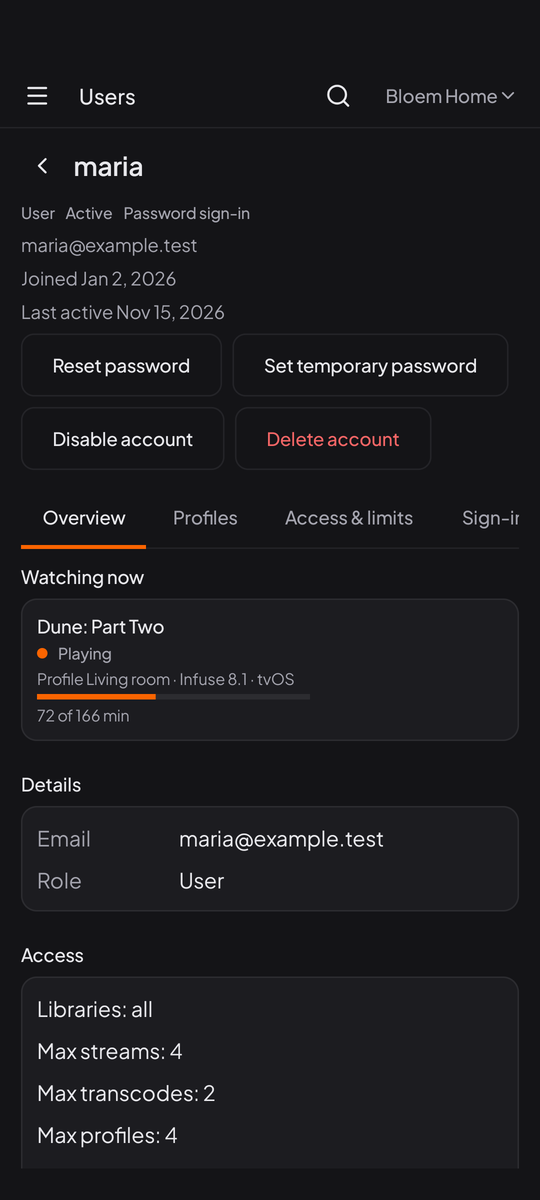 Users
Bloem Home
maria
User Active Password sign-in
maria@example.test
Joined Jan 2, 2026
Last active Nov 15, 2026
Reset password
Set temporary password
Disable account
Delete account
Overview
Profiles
Access & limits
Sign-in
Watching now
Dune: Part Two
Playing
Profile Living room · Infuse 8.1 · tvOS
72 of 166 min
Details
Email maria@example.test
Role User
Access
Libraries: all
Max streams: 4
Max transcodes: 2
Max profiles: 4